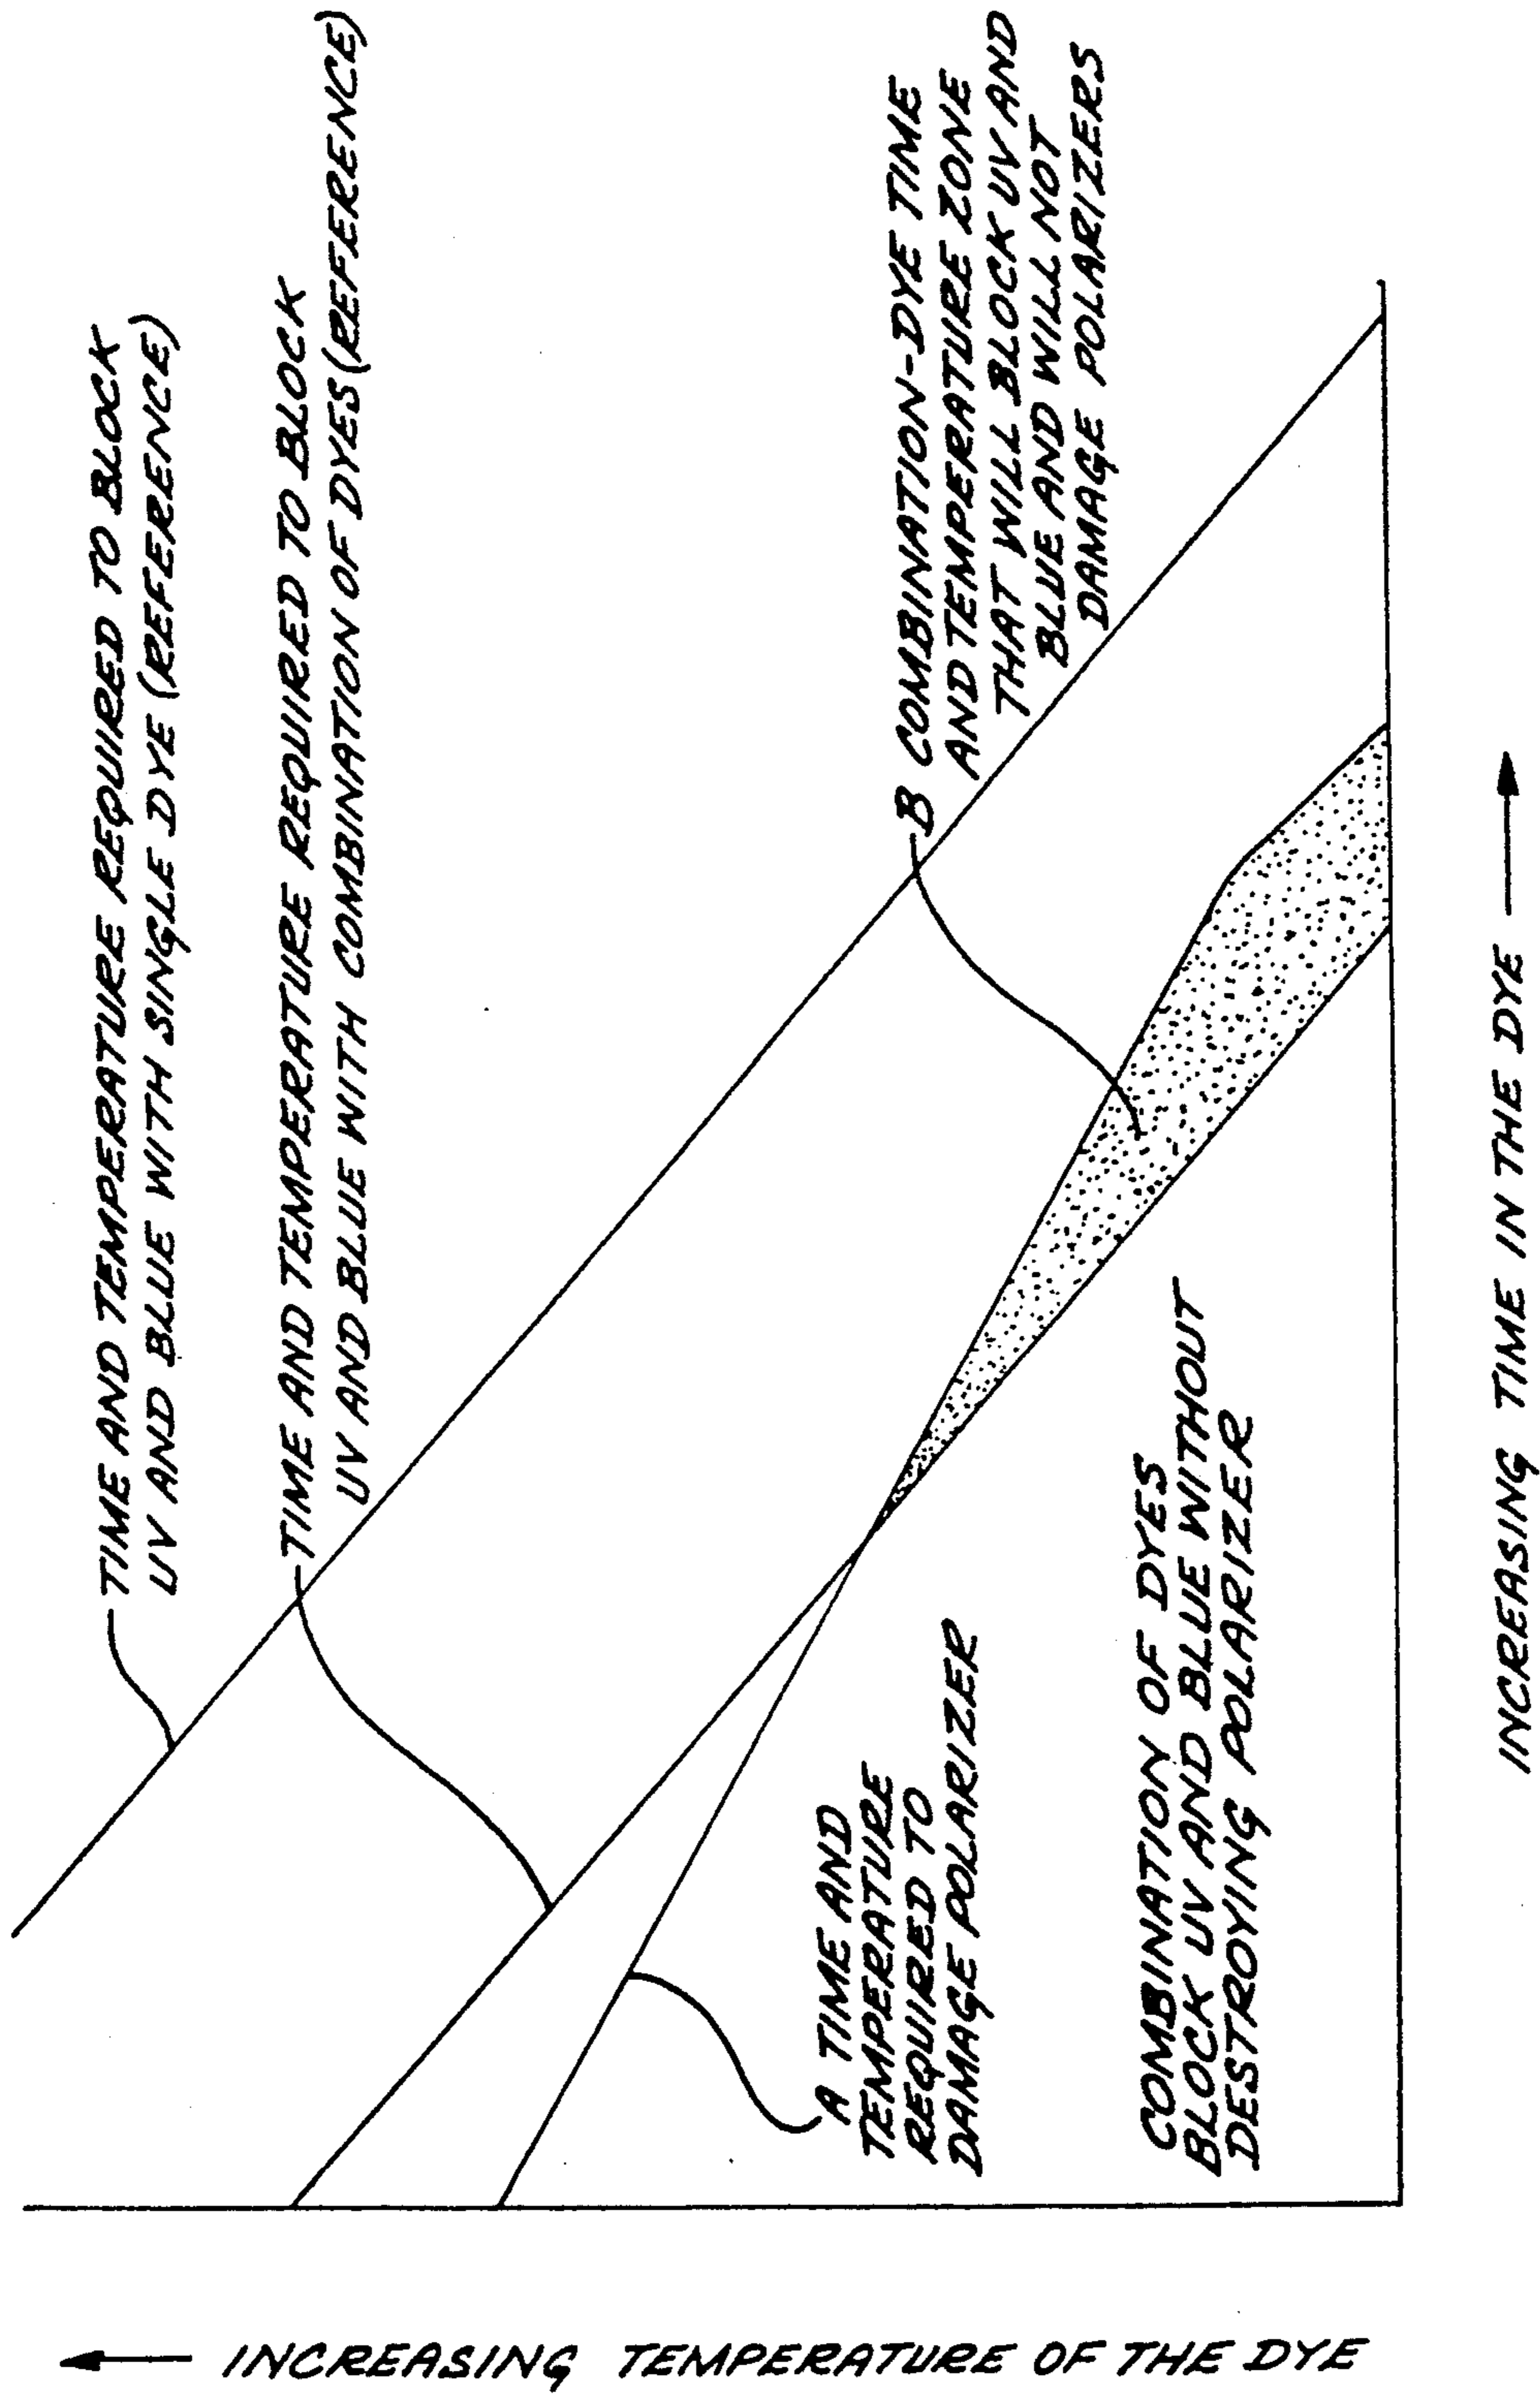 TIME AND TEMPERATURE REQUIRED TO BLOCK
UV AND BLUE WITH SINGLE DYE (REFERENCE)
TIME AND TEMPERATURE REQUIRED TO BLOCK
UV AND BLUE WITH COMBINATION OF DYES (REFERENCE)
B COMBINATION-DYE TIME
AND TEMPERATURE ZONE
THAT WILL BLOCK UV AND
BLUE AND WILL NOT
DAMAGE POLARIZERS
A TIME AND
TEMPERATURE
REQUIRED TO
DAMAGE POLARIZER
COMBINATION OF DYES
BLOCK UV AND BLUE WITHOUT
DESTROYING POLARIZER
INCREASING TEMPERATURE OF THE DYE
INCREASING TIME IN THE DYE